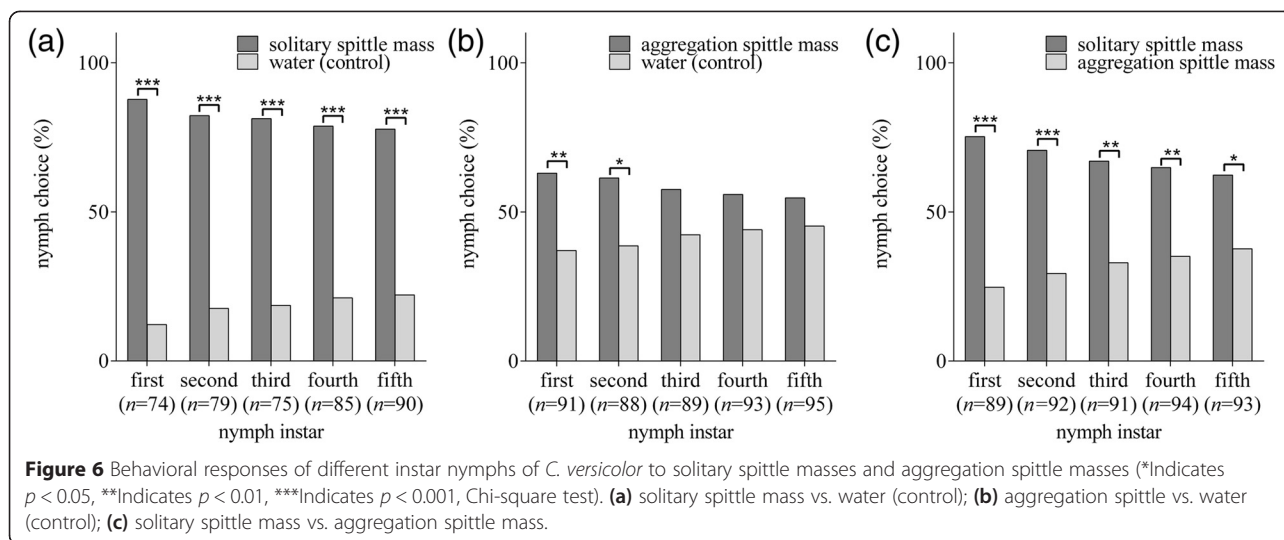 (a)
solitary spittle mass
water (control)
100
50
0
nymph choice (%)
***
***
***
***
***
first second third fourth fifth
(n=74) (n=79) (n=75) (n=85) (n=90)
nymph instar
(b)
aggregation spittle mass
water (control)
100
50
0
nymph choice (%)
**
*
first second third fourth fifth
(n=91) (n=88) (n=89) (n=93) (n=95)
nymph instar
(c)
solitary spittle mass
aggregation spittle mass
100
50
0
nymph choice (%)
***
***
**
**
*
first second third fourth fifth
(n=89) (n=92) (n=91) (n=94) (n=93)
nymph instar
Figure 6 Behavioral responses of different instar nymphs of C. versicolor to solitary spittle masses and aggregation spittle masses (*Indicates
p < 0.05, **Indicates p < 0.01, ***Indicates p < 0.001, Chi-square test). (a) solitary spittle mass vs. water (control); (b) aggregation spittle vs. water
(control); (c) solitary spittle mass vs. aggregation spittle mass.